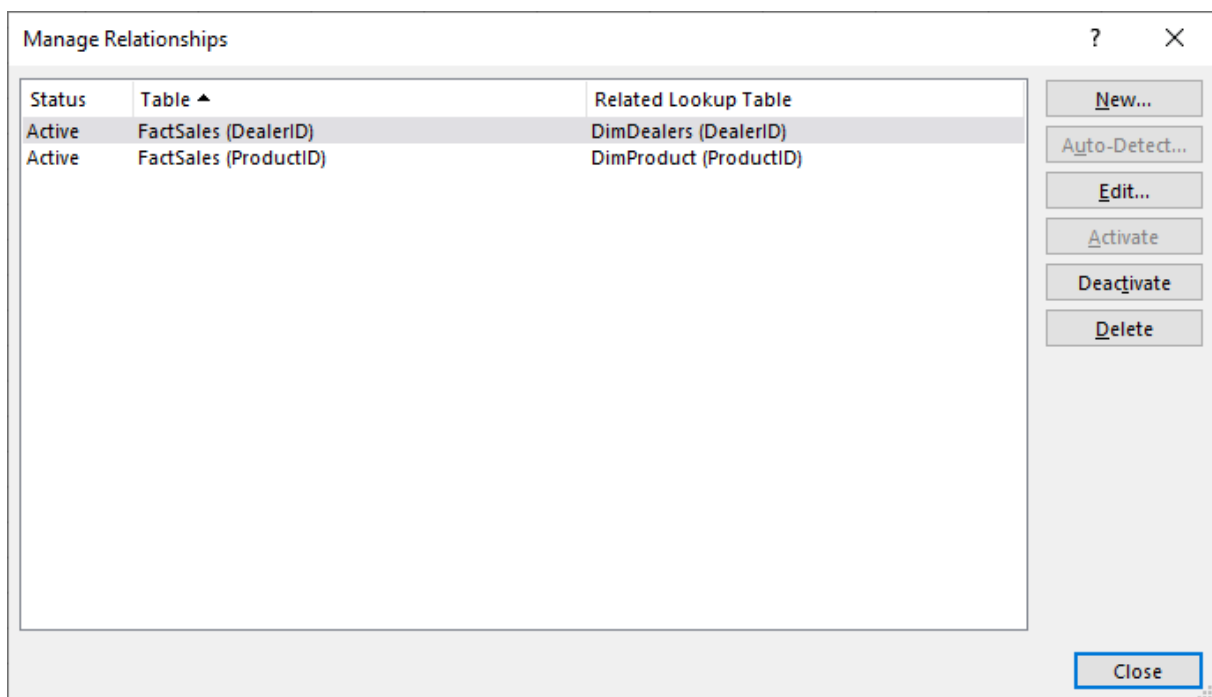 Manage Relationships ?
Status Table Related Lookup Table
Active FactSales (DealerID) DimDealers (DealerID)
Active FactSales (ProductID) DimProduct (ProductID)
New...
Auto-Detect...
Edit...
Activate
Deactivate
Delete
Close